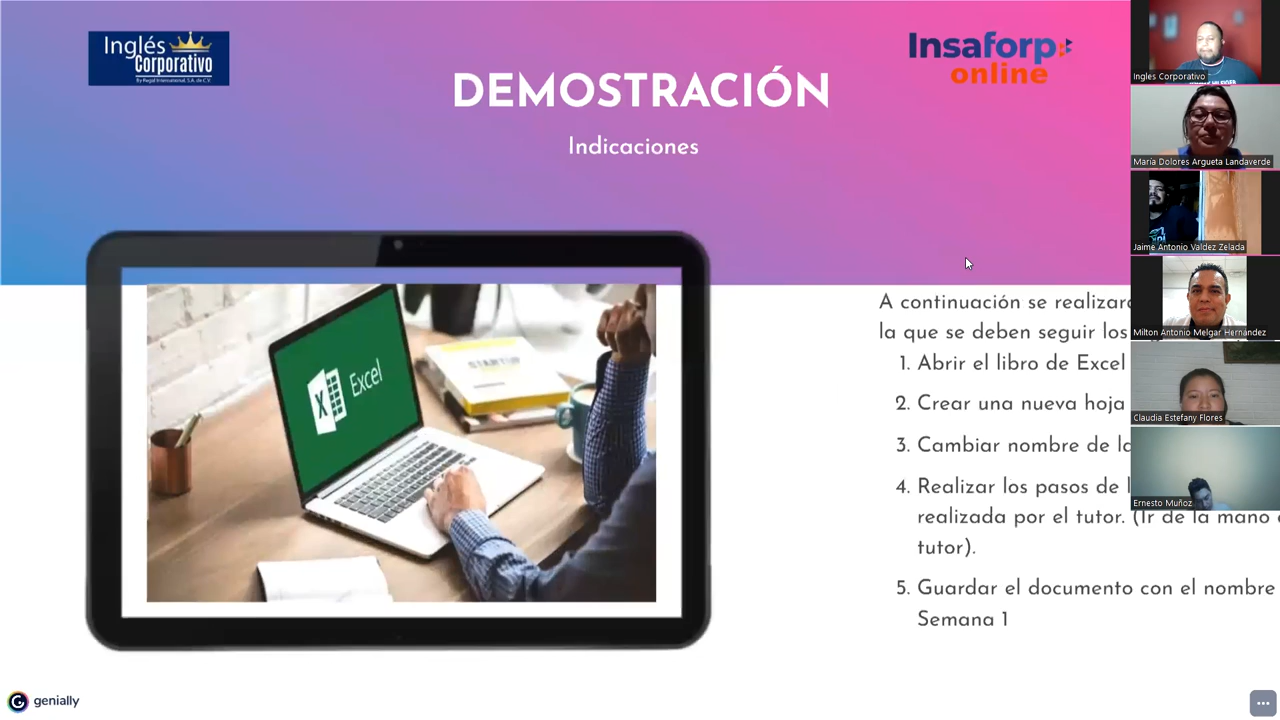 Inglés
Corporativo
By Regal International, S.A. de C.V.
Insaforp
online
DEMOSTRACIÓN
Indicaciones
Excel
STARTUP
A continuación se realizar
la que se deben seguir los
1. Abrir el libro de Excel
2. Crear una nueva hoja
3. Cambiar nombre de la
4. Realizar los pasos de l
realizada por el tutor. (Ir de la mano
tutor).
5. Guardar el documento con el nombre
Semana 1
Ingles Corporativo
María Dolores Argueta Landaverde
Jaime Antonio Valdez Zelada
Milton Antonio Melgar Hernández
Claudia Estefany Flores
Ernesto Muñoz
genially